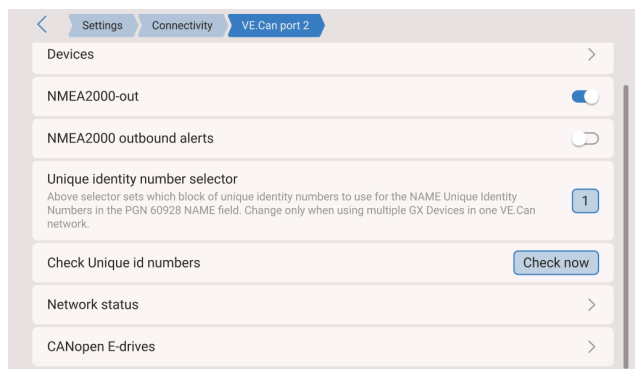 Settings Connectivity VE.Can port 2
Devices
NMEA2000-out
NMEA2000 outbound alerts
Unique identity number selector
Above selector sets which block of unique identity numbers to use for the NAME Unique Identity
Numbers in the PGN 60928 NAME field. Change only when using multiple GX Devices in one VE.Can
network.
1
Check Unique id numbers Check now
Network status
CANopen E-drives